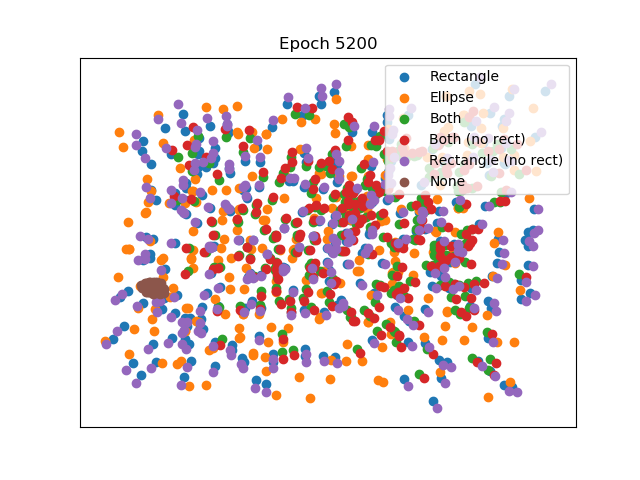 Epoch 5200
Rectangle
Ellipse
Both
Both (no rect)
Rectangle (no rect)
None